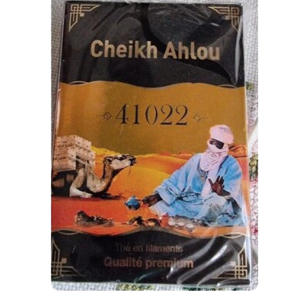 Cheikh Ahlou
41022
Thé en filaments
Qualité premium